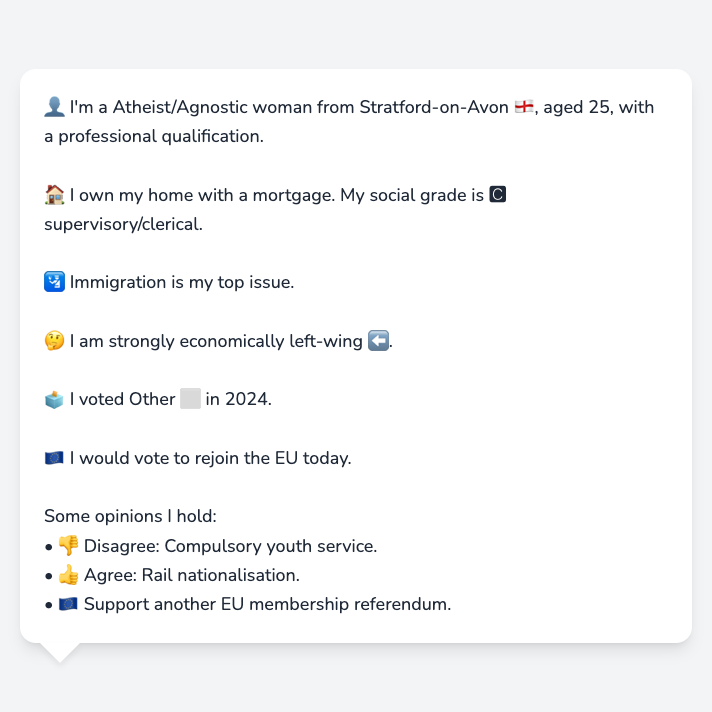 👤 I'm a Atheist/Agnostic woman from Stratford-on-Avon 🏴󠁧󠁢󠁥󠁮󠁧󠁿, aged 25, with
a professional qualification.
🏠 I own my home with a mortgage. My social grade is 🅲
supervisory/clerical.
🛂 Immigration is my top issue.
🤔 I am strongly economically left-wing ⬅️.
🗳️ I voted Other ⬜ in 2024.
🇪🇺 I would vote to rejoin the EU today.
Some opinions I hold:
• 👎 Disagree: Compulsory youth service.
• 👍 Agree: Rail nationalisation.
• 🇪🇺 Support another EU membership referendum.